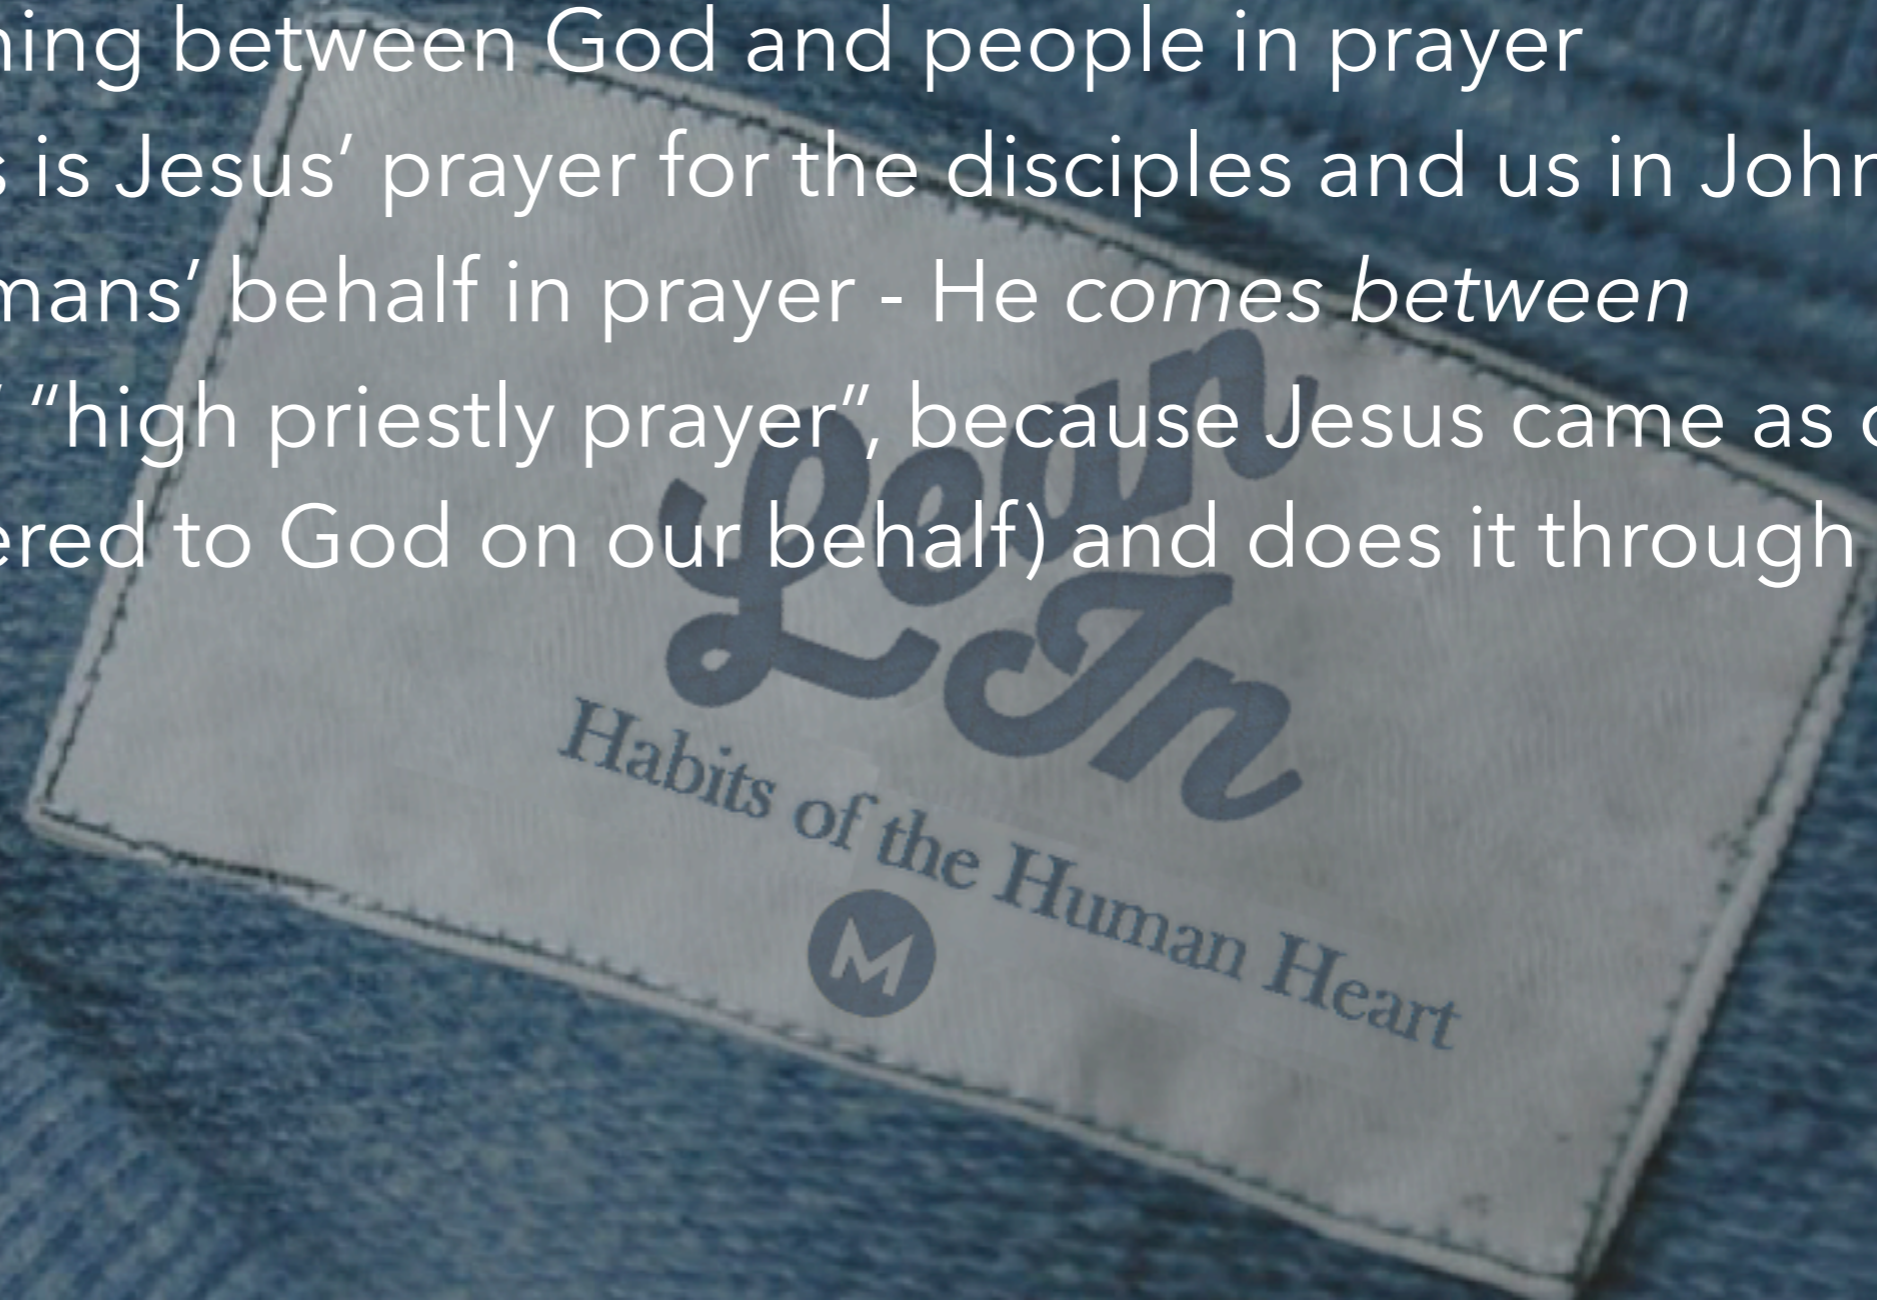 ning between God and people in prayer
s is Jesus’ prayer for the disciples and us in John
mans’ behalf in prayer - He comes between
“high priestly prayer”, because Jesus came as
ered to God on our behalf) and does it through
Lean
In
Habits of the Human Heart
M